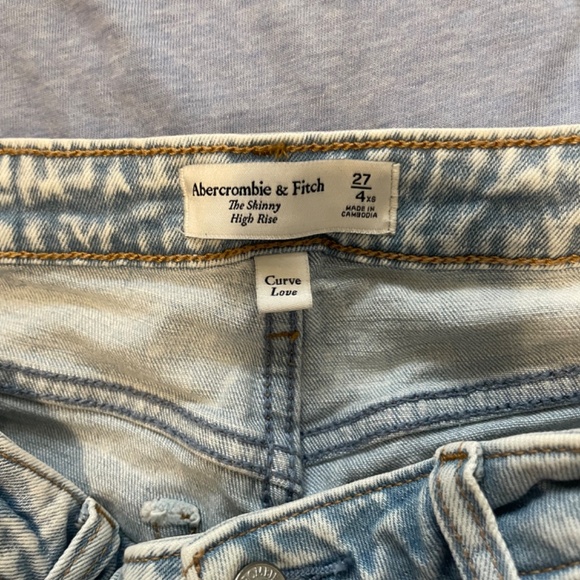 Abercrombie & Fitch
The Skinny
High Rise
27
4 XS
MADE IN
CAMBODIA
Curve
Love